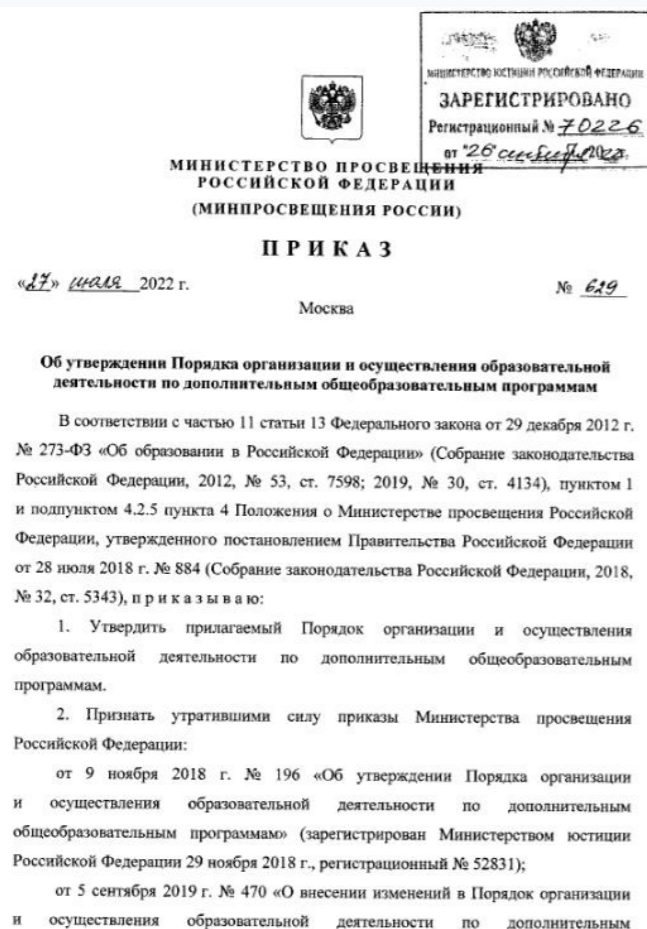 МИНИСТЕРСТВО ЮСТИЦИИ РОССИЙСКОЙ ФЕДЕРАЦИИ
ЗАРЕГИСТРИРОВАНО
Регистрационный № 70226
от "26" сентября 2022.
МИНИСТЕРСТВО ПРОСВЕЩЕНИЯ
РОССИЙСКОЙ ФЕДЕРАЦИИ
(МИНПРОСВЕЩЕНИЯ РОССИИ)
ПРИКАЗ
«27» июля 2022 г.
№ 629
Москва
Об утверждении Порядка организации и осуществления образовательной
деятельности по дополнительным общеобразовательным программам
В соответствии с частью 11 статьи 13 Федерального закона от 29 декабря 2012 г.
№ 273-ФЗ «Об образовании в Российской Федерации» (Собрание законодательства
Российской Федерации, 2012, № 53, ст. 7598; 2019, № 30, ст. 4134), пунктом 1
и подпунктом 4.2.5 пункта 4 Положения о Министерстве просвещения Российской
Федерации, утвержденного постановлением Правительства Российской Федерации
от 28 июля 2018 г. № 884 (Собрание законодательства Российской Федерации, 2018,
№ 32, ст. 5343), п р и к а з ы в а ю:
1. Утвердить прилагаемый Порядок организации и осуществления
образовательной деятельности по дополнительным общеобразовательным
программам.
2. Признать утратившими силу приказы Министерства просвещения
Российской Федерации:
от 9 ноября 2018 г. № 196 «Об утверждении Порядка организации
и осуществления образовательной деятельности по дополнительным
общеобразовательным программам» (зарегистрирован Министерством юстиции
Российской Федерации 29 ноября 2018 г., регистрационный № 52831);
от 5 сентября 2019 г. № 470 «О внесении изменений в Порядок организации
и осуществления образовательной деятельности по дополнительным